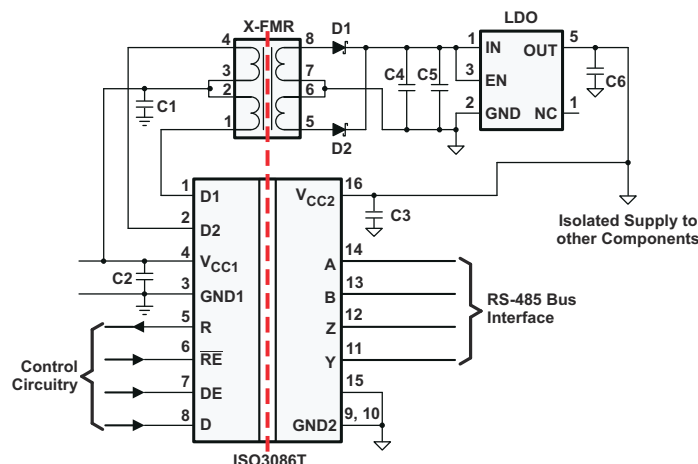 X-FMR
D1
LDO
4
8
1
IN
OUT
5
3
7
3
EN
C1
2
6
C4
C5
C6
2
GND
NC
1
1
5
D2
1
D1
16
VCC2
C3
2
D2
Isolated Supply to
other Components
4
VCC1
14
A
C2
3
GND1
13
B
RS-485 Bus
Interface
5
R
12
Z
Control
Circuitry
6
RE
11
Y
7
DE
15
8
D
9, 10
GND2
ISO3086T